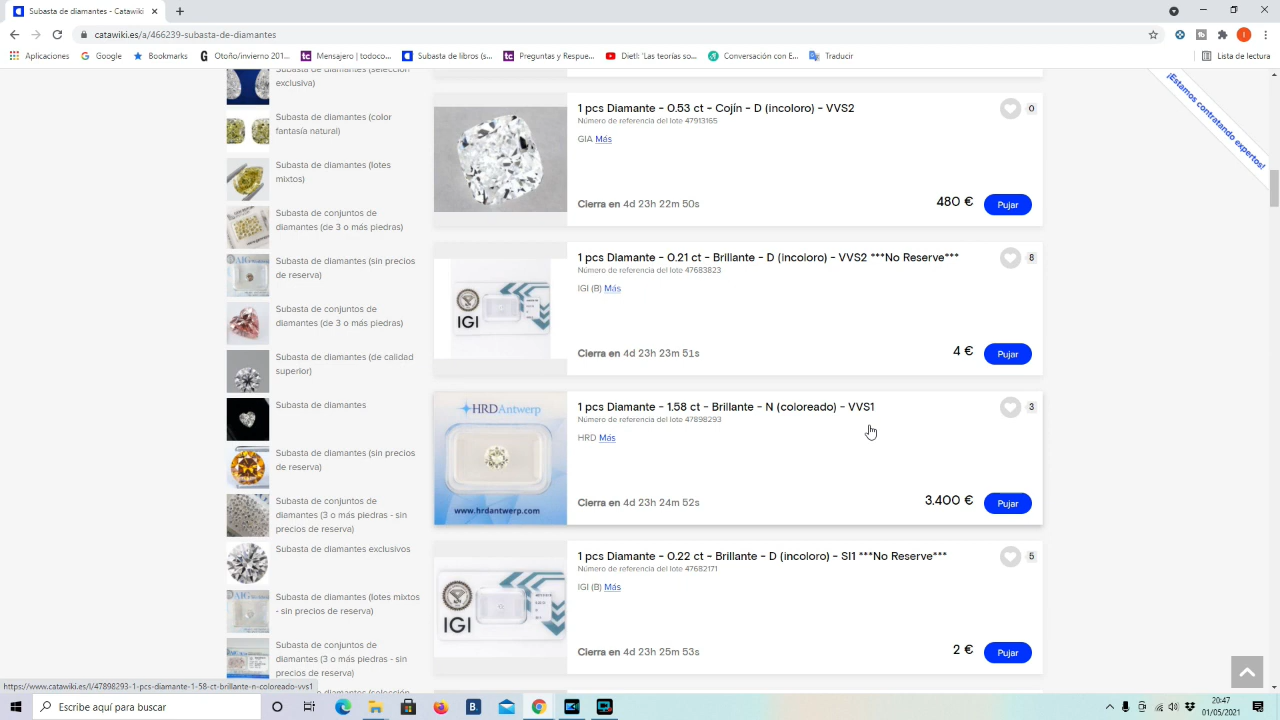 Subasta de diamantes - Catawiki
catawiki.es/a/466239-subasta-de-diamantes
Aplicaciones
Google
Bookmarks
Otoño/invierno 201...
Mensajero | todoco...
Subasta de libros (s...
Preguntas y Respues...
Dietl: "Las teorías so...
Conversación con E...
Traducir
Lista de lectura
Subasta de diamantes (selección
exclusiva)
Subasta de diamantes (color
fantasía natural)
Subasta de diamantes (lotes
mixtos)
Subasta de conjuntos de
diamantes (de 3 o más piedras)
Subasta de diamantes (sin precios
de reserva)
Subasta de conjuntos de
diamantes (de 3 o más piedras)
Subasta de diamantes (de calidad
superior)
Subasta de diamantes
Subasta de diamantes (sin precios
de reserva)
Subasta de conjuntos de
diamantes (3 o más piedras - sin
precios de reserva)
Subasta de diamantes exclusivos
Subasta de diamantes (lotes mixtos
- sin precios de reserva)
Subasta de conjuntos de
diamantes (3 o más piedras - sin
precios de reserva)
1 pcs Diamante - 0.53 ct - Cojín - D (incoloro) - VVS2
0
Número de referencia del lote 47913165
GIA Más
Cierra en 4d 23h 22m 50s
480 €
Pujar
IGI
1 pcs Diamante - 0.21 ct - Brillante - D (incoloro) - VVS2 ***No Reserve***
8
Número de referencia del lote 47683823
IGI (B) Más
Cierra en 4d 23h 23m 51s
4 €
Pujar
HRDAntwerp
www.hrdantwerp.com
1 pcs Diamante - 1.58 ct - Brillante - N (coloreado) - VVS1
3
Número de referencia del lote 47898293
HRD Más
Cierra en 4d 23h 24m 52s
3.400 €
Pujar
IGI
1 pcs Diamante - 0.22 ct - Brillante - D (incoloro) - SI1 ***No Reserve***
5
Número de referencia del lote 47682171
IGI (B) Más
Cierra en 4d 23h 25m 53s
2 €
Pujar
¡Estamos contratando expertos!
https://www.catawiki.es/l/47898293-1-pcs-diamante-1-58-ct-brillante-n-coloreado-vvs1
Escribe aquí para buscar
20:47
01/05/2021